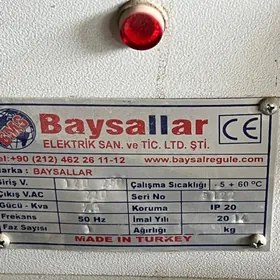 Baysallar CE
ELEKTRİK SAN. ve TİC. LTD. ŞTİ.
Tel:+90 (212) 462 26 11-12 www.baysalregule.com
Marka : BAYSALLAR
Giriş V. Çalışma Sıcaklığı - 5 + 60 ºC
Çıkış V.AC Seri No
Gücü - Kva Koruma IP 20
Frekans 50 Hz İmal Yılı 20
Faz Sayısı Ağırlığı kg
MADE IN TURKEY